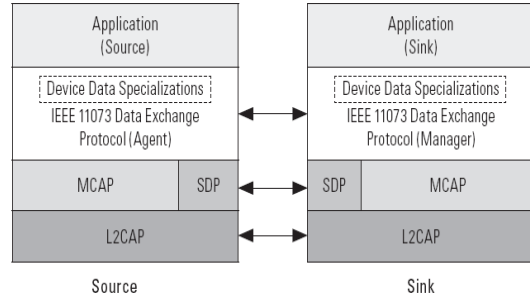 Application
(Source)
Device Data Specializations
IEEE 11073 Data Exchange
Protocol (Agent)
MCAP
SDP
L2CAP
Source
Application
(Sink)
Device Data Specializations
IEEE 11073 Data Exchange
Protocol (Manager)
SDP
MCAP
L2CAP
Sink